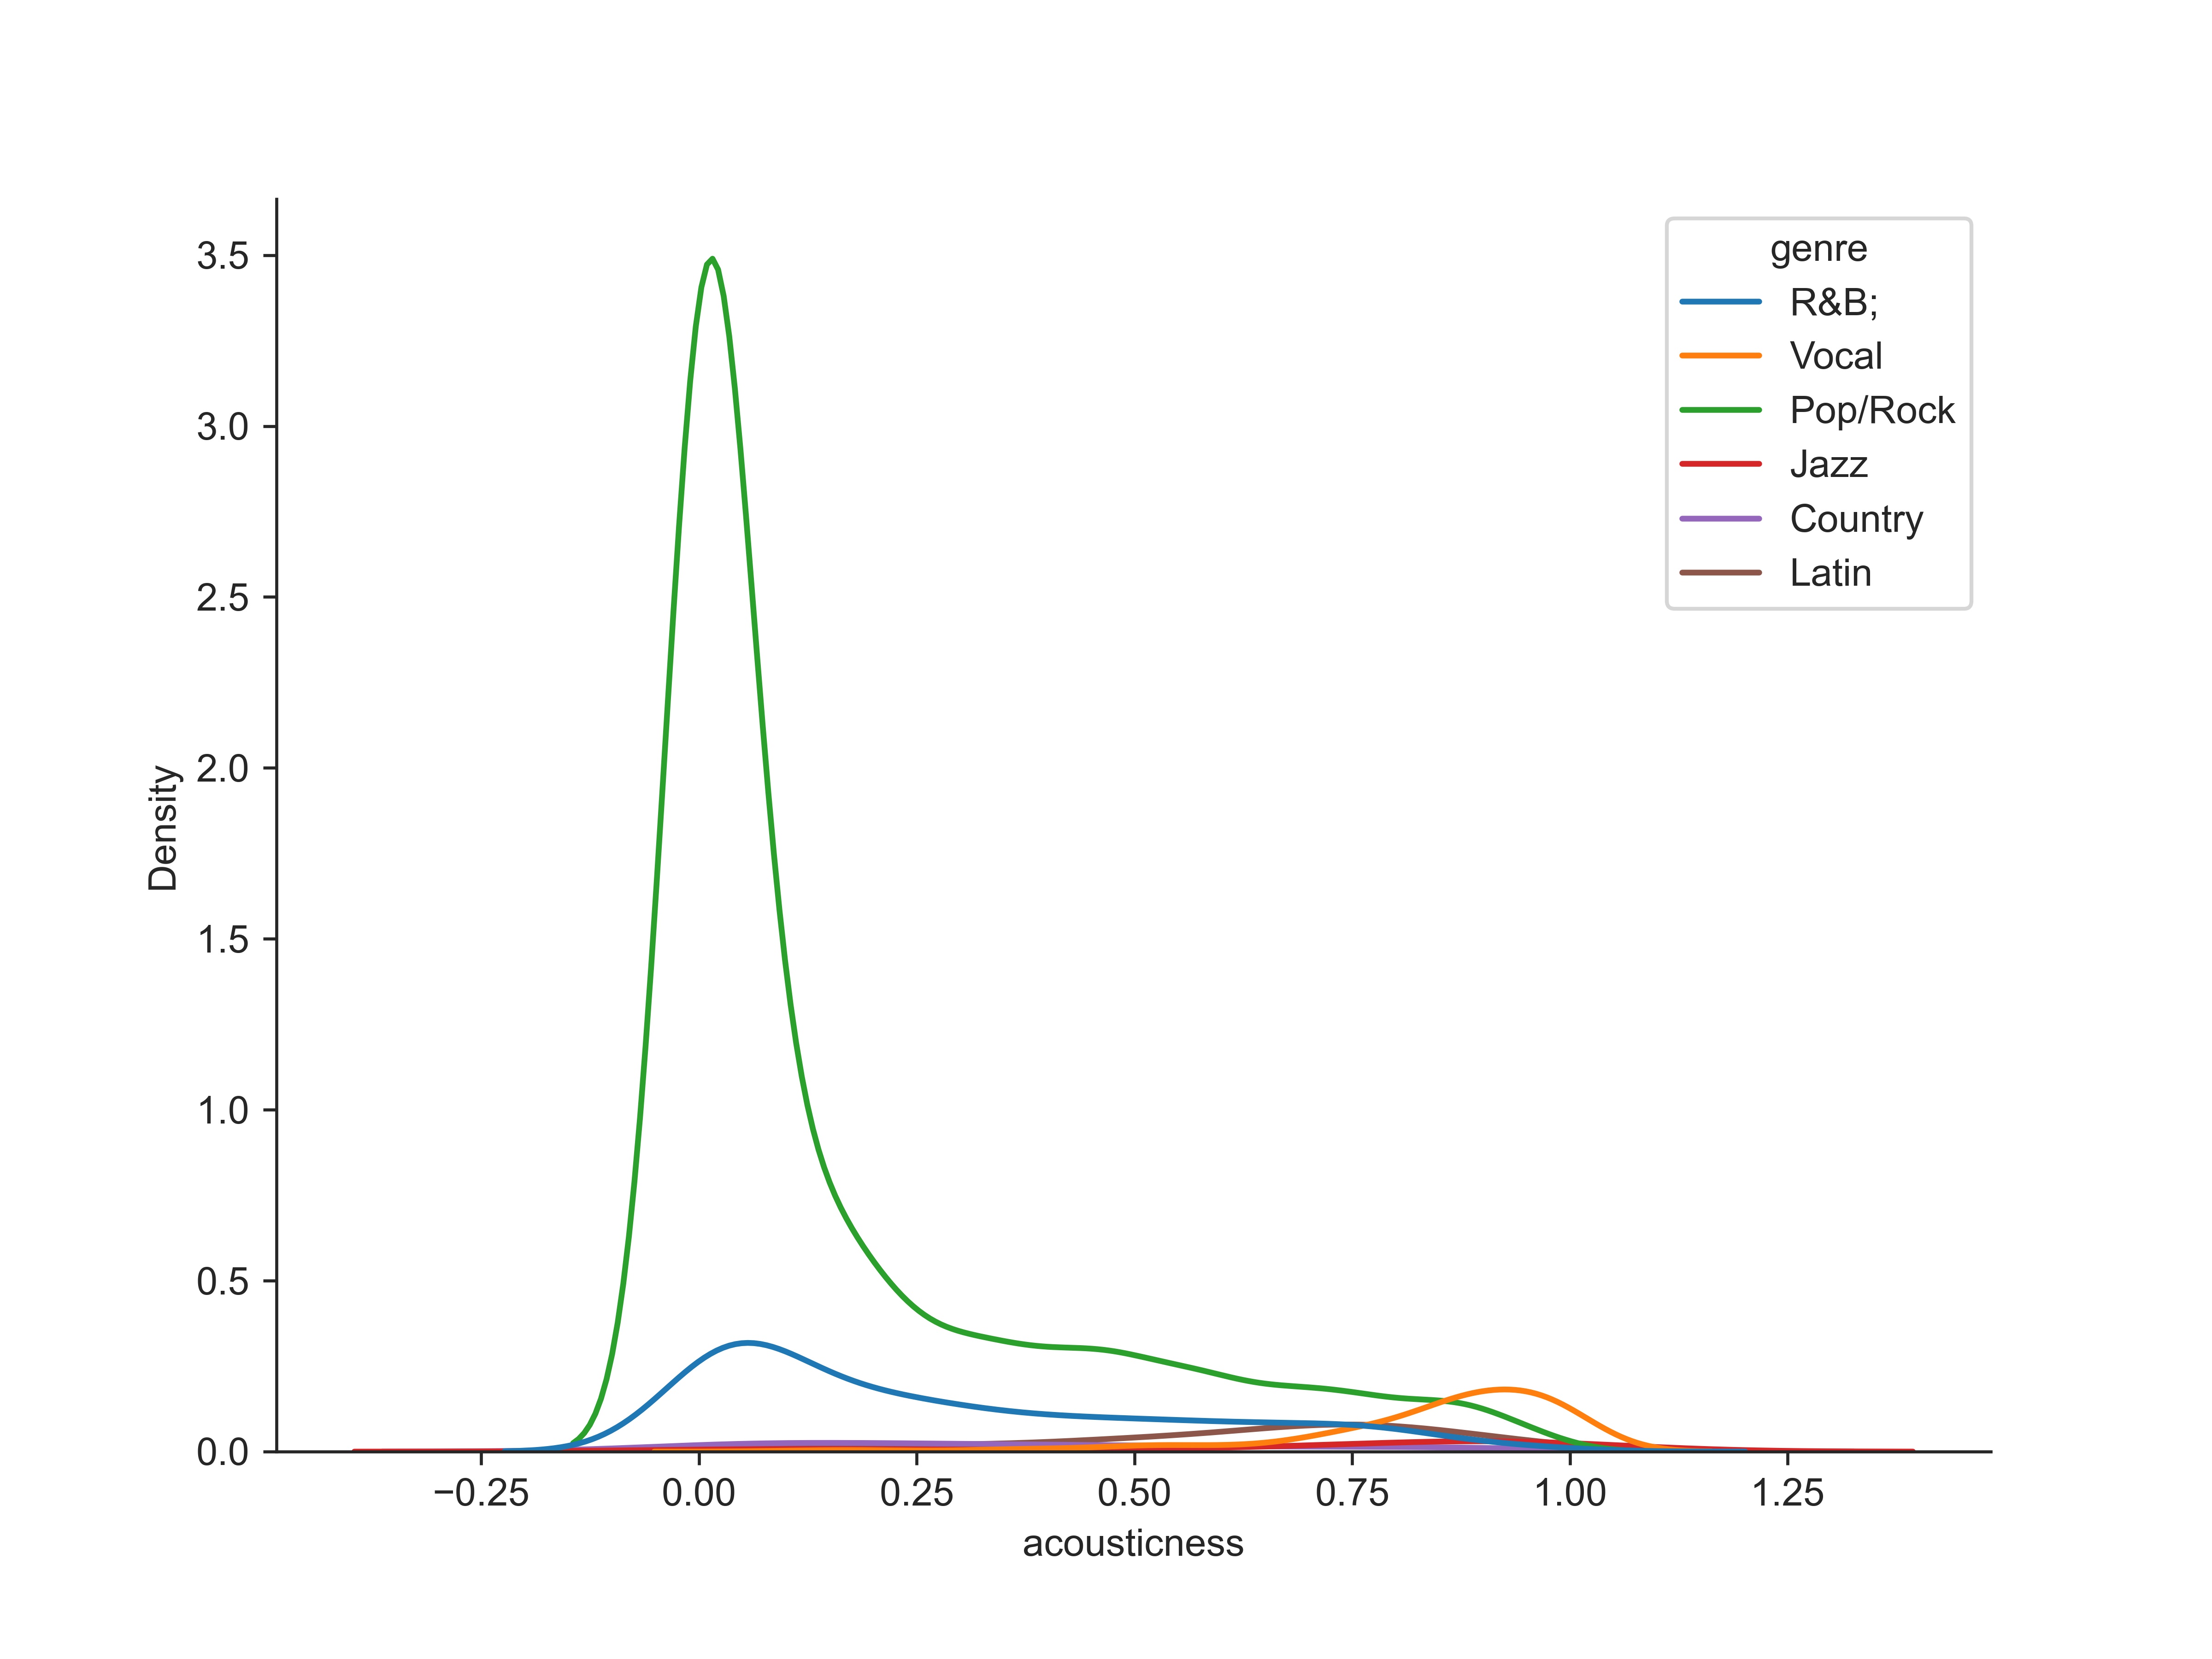 genre
R&B;
Vocal
Pop/Rock
Jazz
Country
Latin
3.5
3.0
2.5
2.0
1.5
1.0
0.5
0.0
Density
−0.25 0.00 0.25 0.50 0.75 1.00 1.25
acousticness